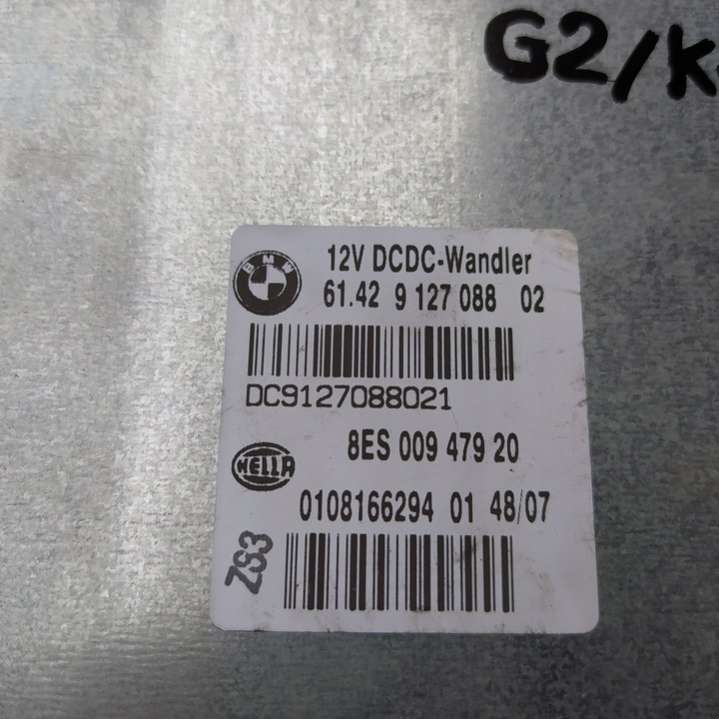 G2/K
BMW
12V DCDC-Wandler
61.42 9 127 088 02
DC9127088021
8ES 009 479 20
HELLA
0108166294 01 48/07
ZS3